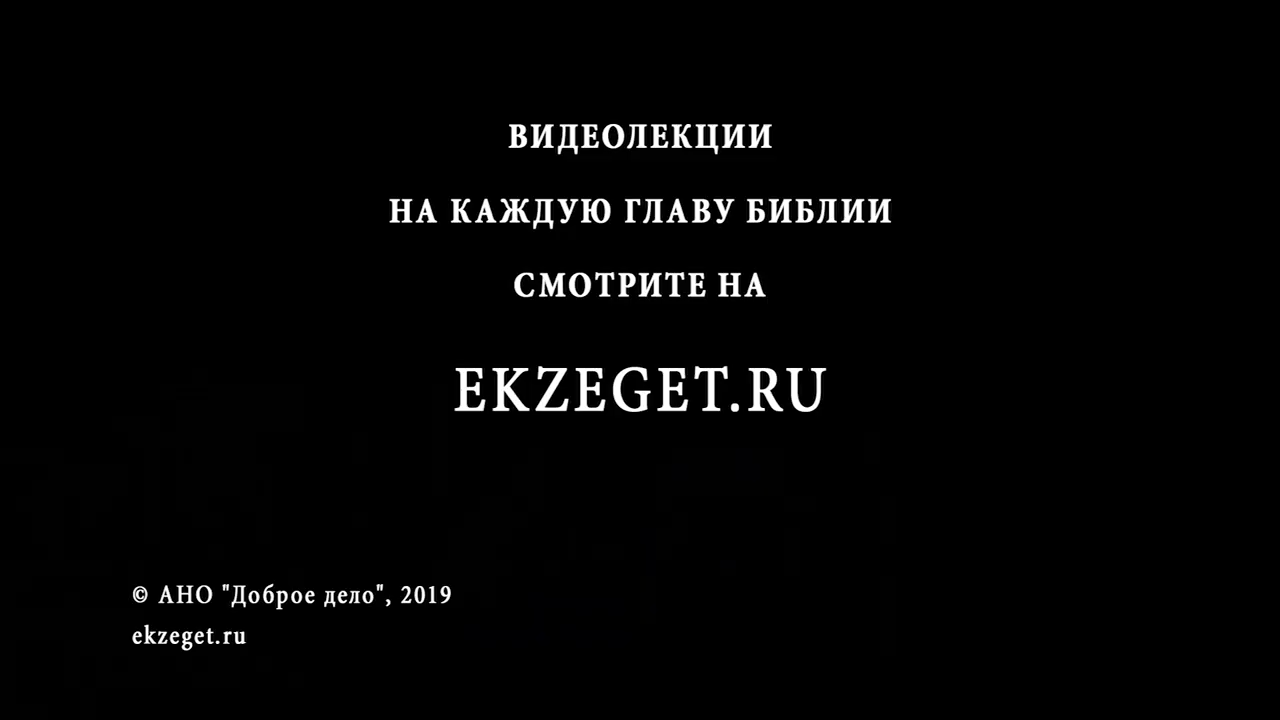 ВИДЕОЛЕКЦИИ
НА КАЖДУЮ ГЛАВУ БИБЛИИ
СМОТРИТЕ НА
EKZEGET.RU
© АНО "Доброе дело", 2019
ekzeget.ru